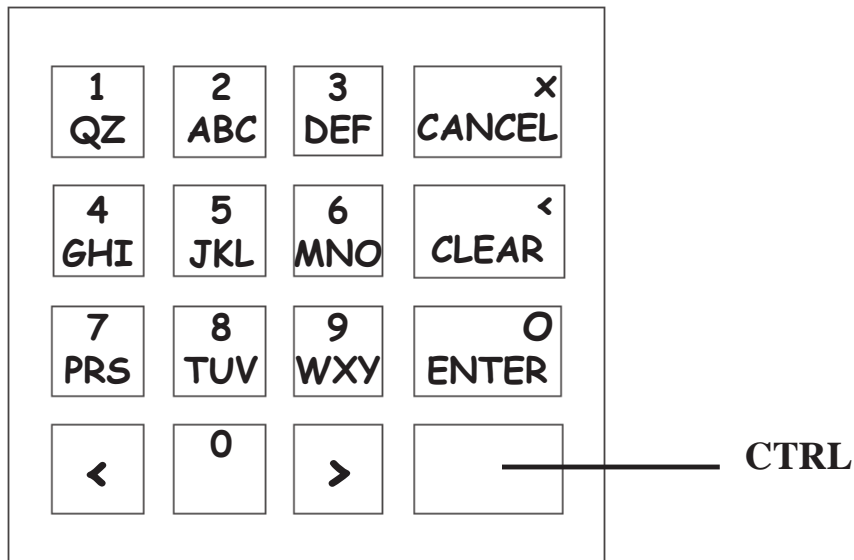 1 2 3 X
QZ ABC DEF CANCEL
4 5 6 <
GHI JKL MNO CLEAR
7 8 9 O
PRS TUV WXY ENTER
< 0 >
CTRL